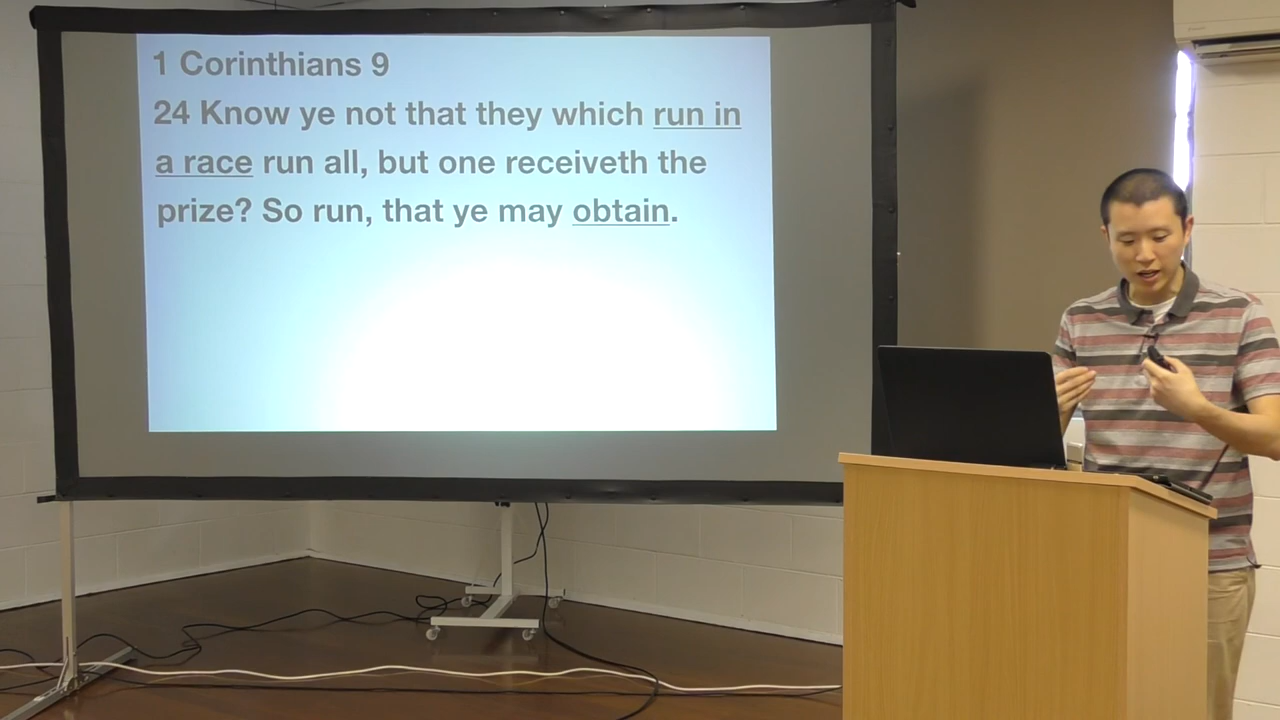 1 Corinthians 9
24 Know ye not that they which run in
a race run all, but one receiveth the
prize? So run, that ye may obtain.